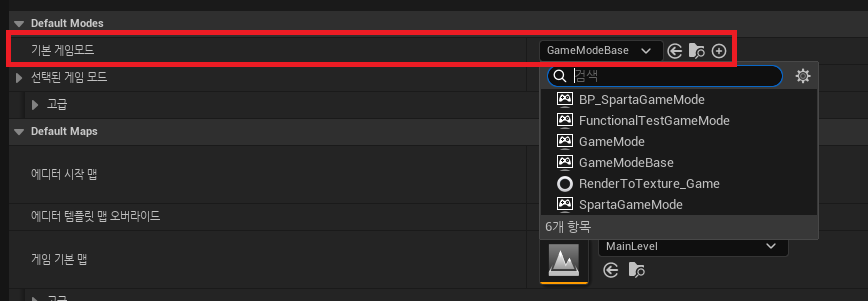 Default Modes
기본 게임모드
GameModeBase
선택된 게임 모드
검색
고급
BP_SpartaGameMode
FunctionalTestGameMode
GameMode
GameModeBase
RenderToTexture_Game
SpartaGameMode
6개 항목
Default Maps
에디터 시작 맵
에디터 템플릿 맵 오버라이드
게임 기본 맵
MainLevel
고급